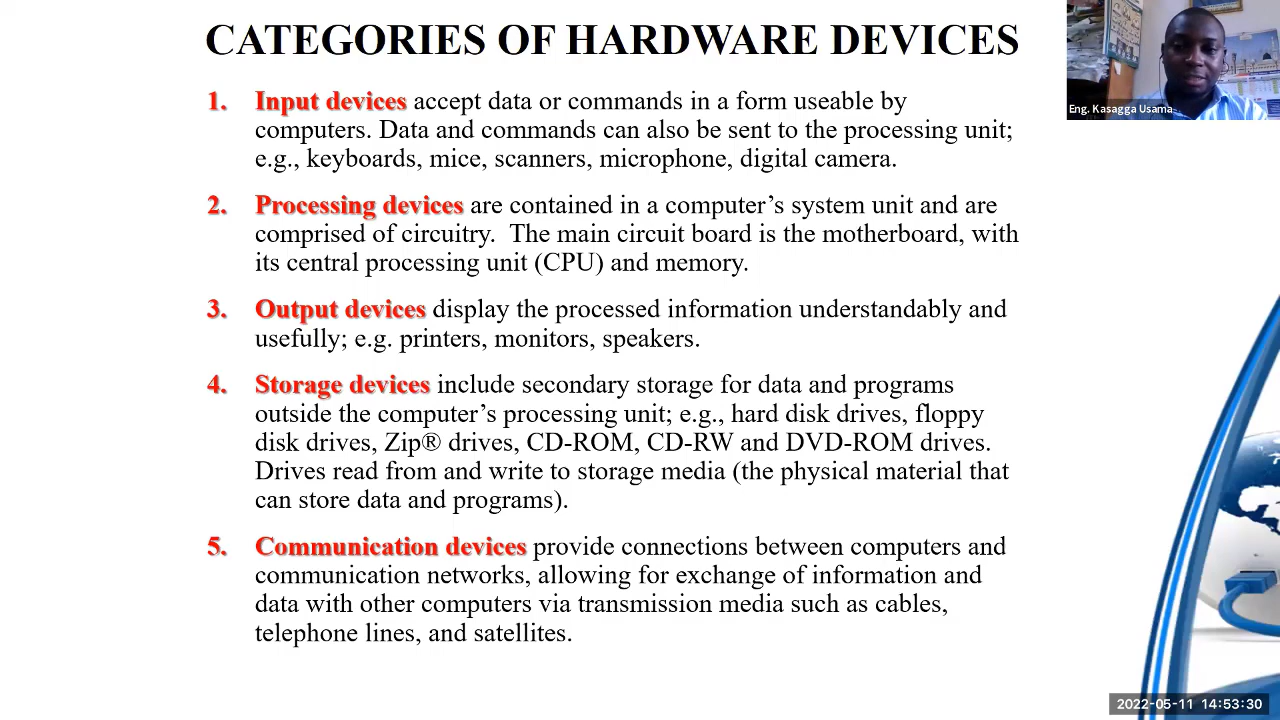 CATEGORIES OF HARDWARE DEVICES
1. Input devices accept data or commands in a form useable by
computers. Data and commands can also be sent to the processing unit;
e.g., keyboards, mice, scanners, microphone, digital camera.
2. Processing devices are contained in a computer’s system unit and are
comprised of circuitry.  The main circuit board is the motherboard, with
its central processing unit (CPU) and memory.
3. Output devices display the processed information understandably and
usefully; e.g. printers, monitors, speakers.
4. Storage devices include secondary storage for data and programs
outside the computer’s processing unit; e.g., hard disk drives, floppy
disk drives, Zip® drives, CD-ROM, CD-RW and DVD-ROM drives.
Drives read from and write to storage media (the physical material that
can store data and programs).
5. Communication devices provide connections between computers and
communication networks, allowing for exchange of information and
data with other computers via transmission media such as cables,
telephone lines, and satellites.
Eng. Kasagga Usama
2022-05-11 14:53:30